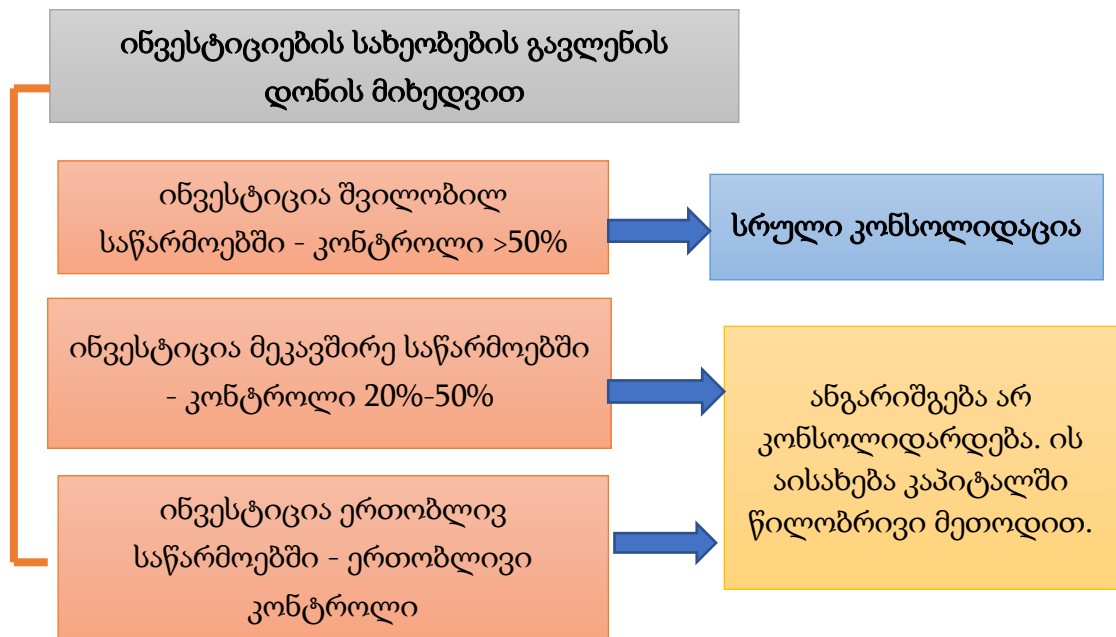 ინვესტიციების სახეობების გავლენის
დონის მიხედვით
ინვესტიცია შვილობილ
საწარმოებში - კონტროლი >50%
სრული კონსოლიდაცია
ინვესტიცია მეკავშირე საწარმოებში
- კონტროლი 20%-50%
ანგარიშგება არ
კონსოლიდარდება. ის
აისახება კაპიტალში
წილობრივი მეთოდით.
ინვესტიცია ერთობლივ
საწარმოებში - ერთობლივი
კონტროლი